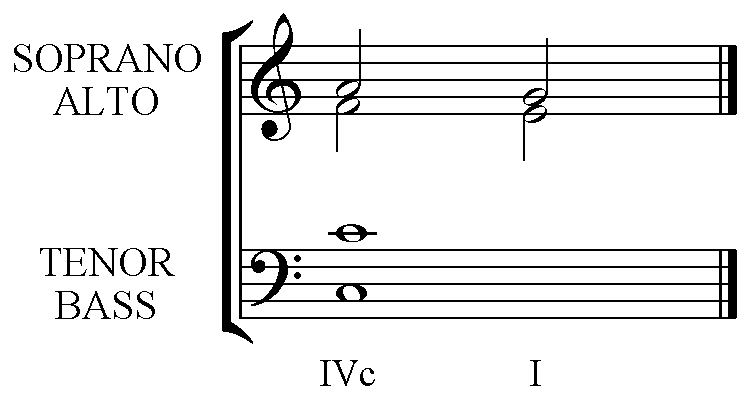 SOPRANO
ALTO
TENOR
BASS
IVc I